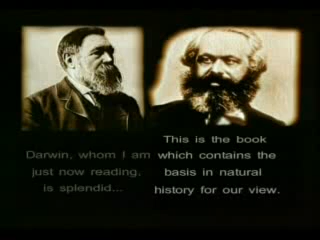 Darwin, whom I am
just now reading,
is splendid...
This is the book
which contains the
basis in natural
history for our view.